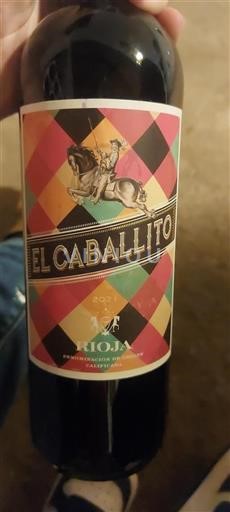 EL CABALLITO
2021
RIOJA
DENOMINACIÓN DE ORIGEN
CALIFICADA